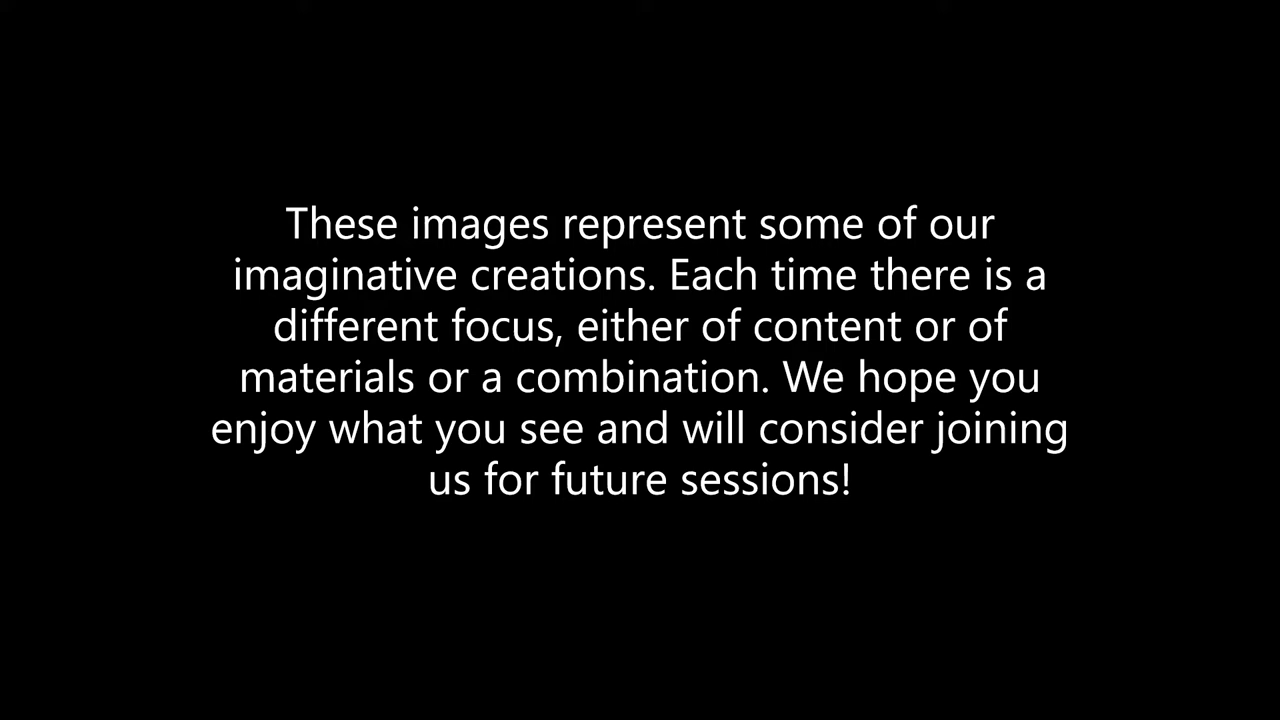 These images represent some of our
imaginative creations. Each time there is a
different focus, either of content or of
materials or a combination. We hope you
enjoy what you see and will consider joining
us for future sessions!